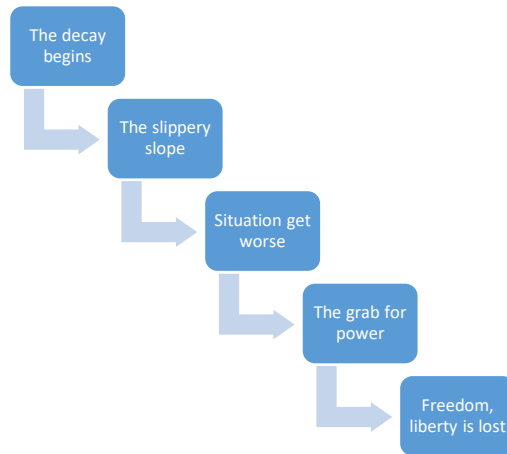 The decay
begins
The slippery
slope
Situation get
worse
The grab for
power
Freedom,
liberty is lost